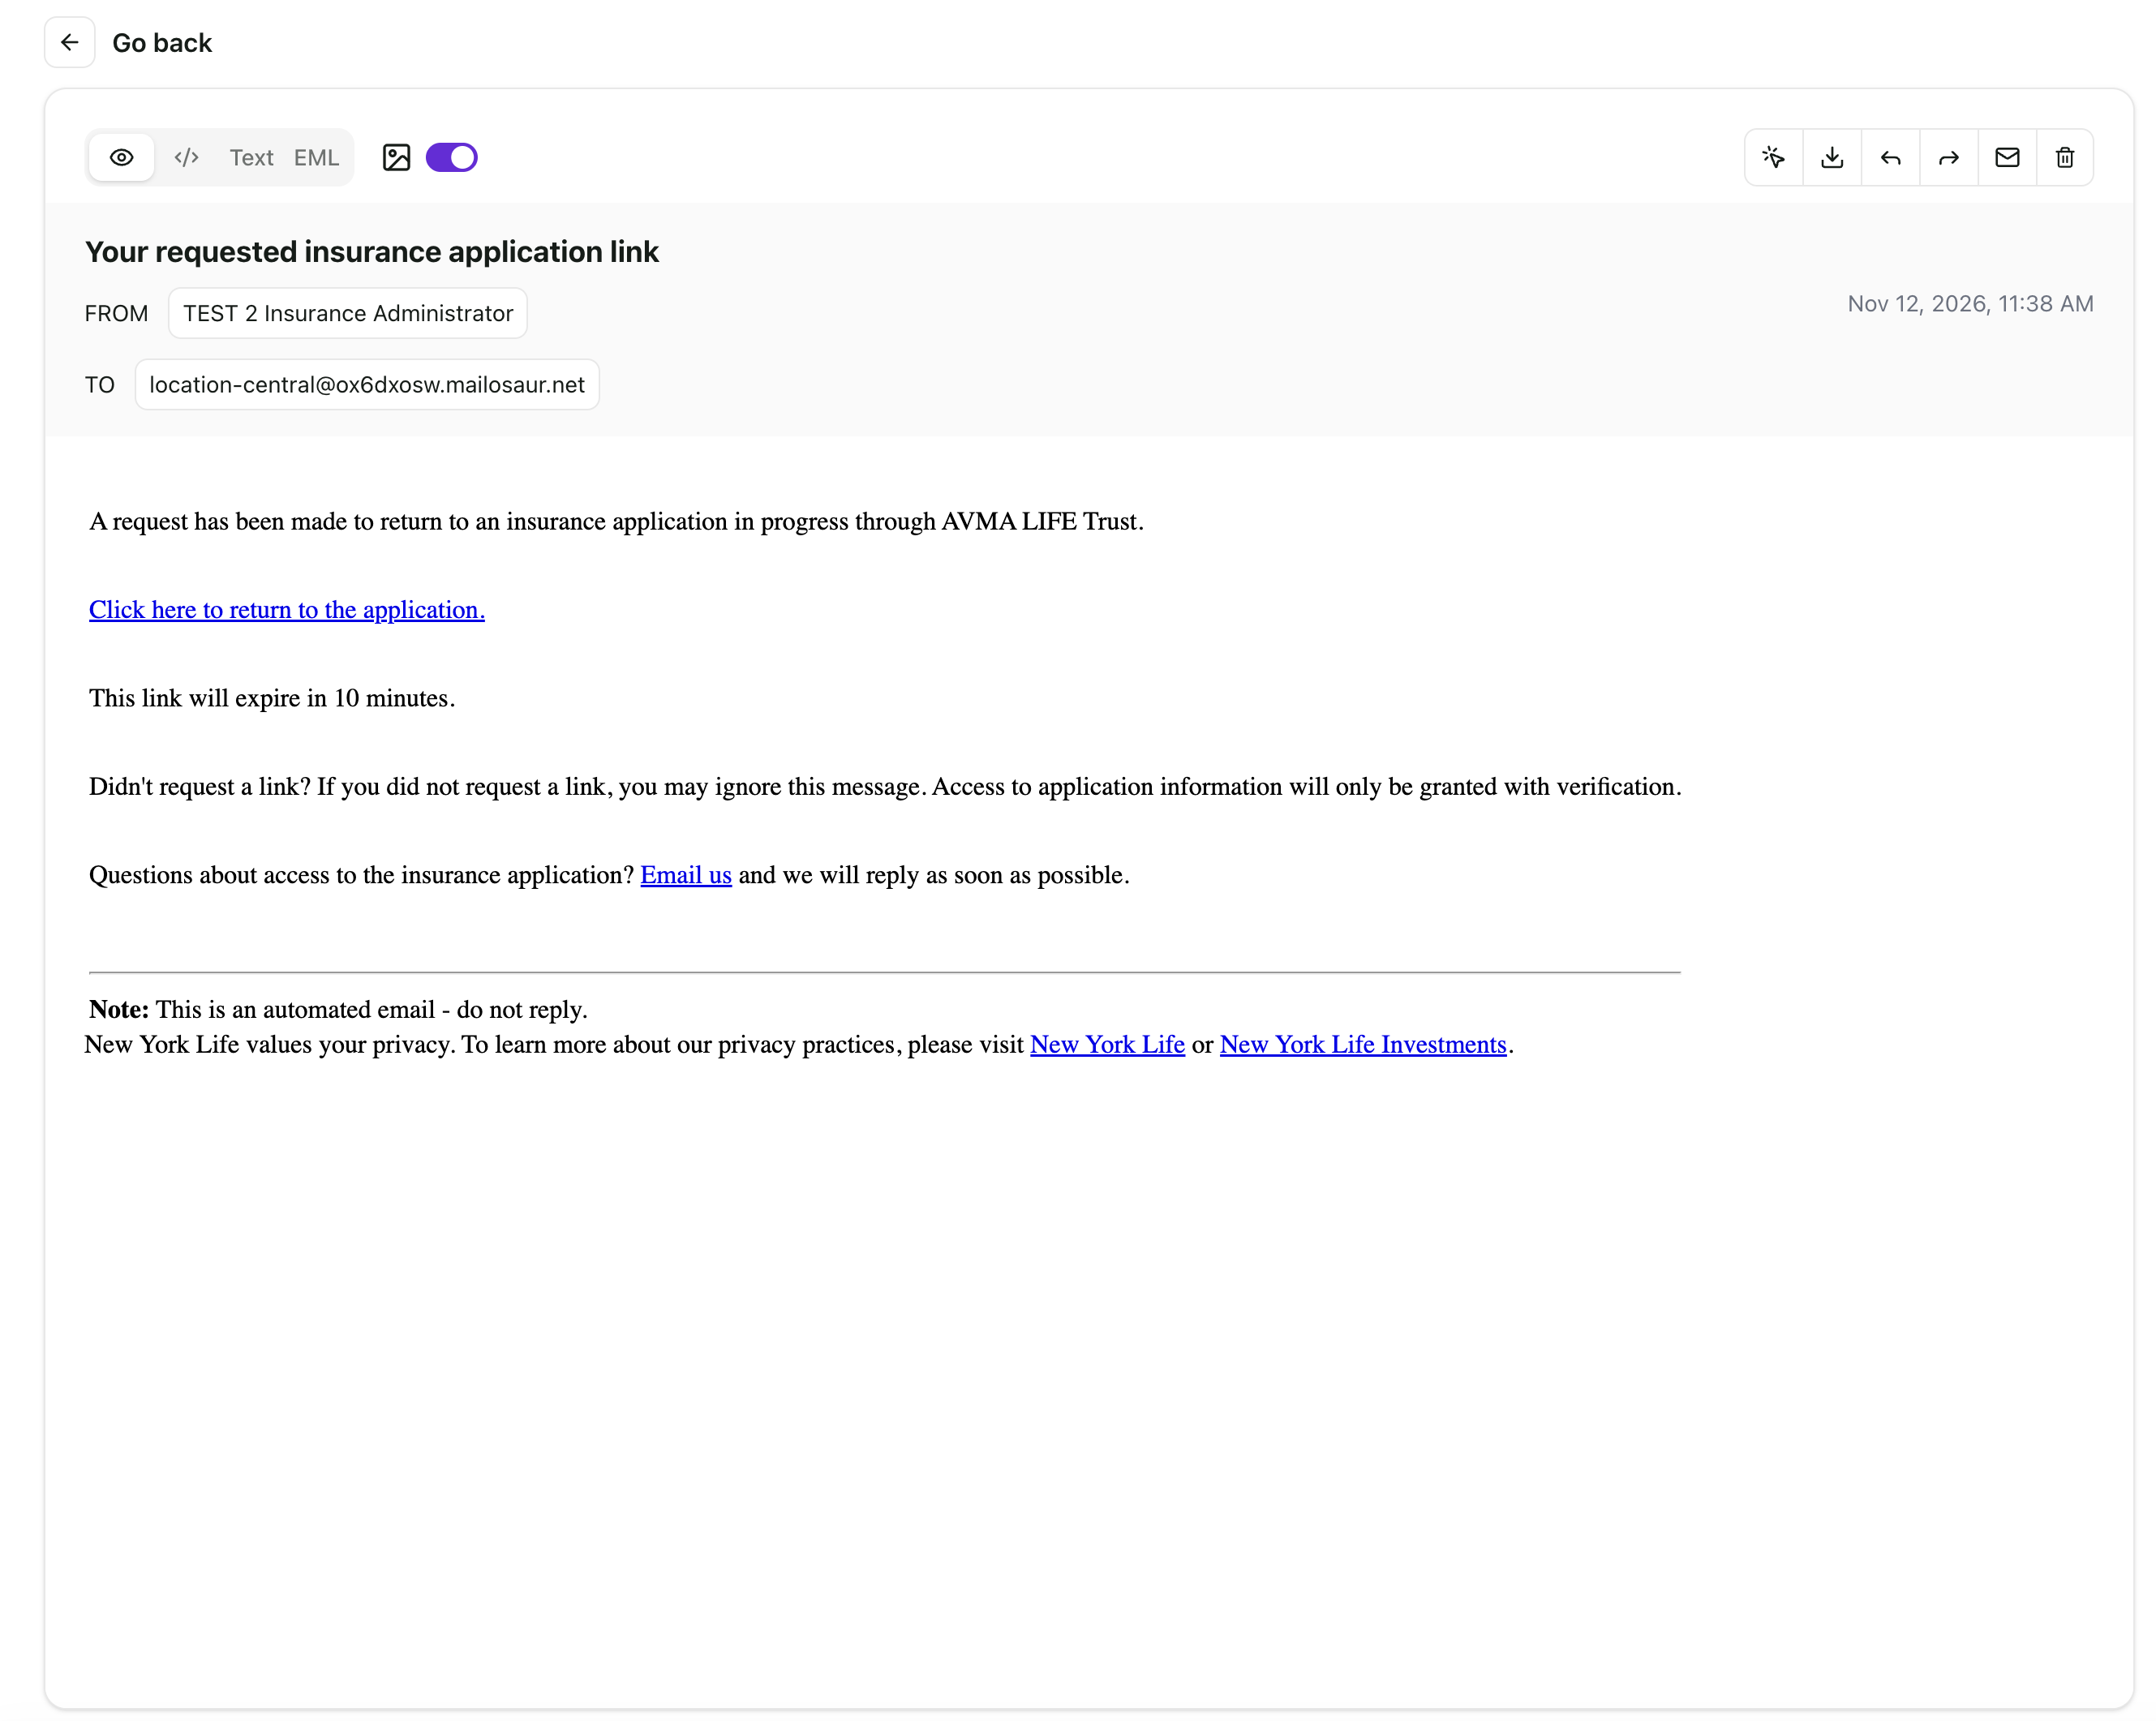 Go back
</> Text EML
Your requested insurance application link
FROM TEST 2 Insurance Administrator
Nov 12, 2026, 11:38 AM
TO location-central@ox6dxosw.mailosaur.net
A request has been made to return to an insurance application in progress through AVMA LIFE Trust.
Click here to return to the application.
This link will expire in 10 minutes.
Didn't request a link? If you did not request a link, you may ignore this message. Access to application information will only be granted with verification.
Questions about access to the insurance application? Email us and we will reply as soon as possible.
Note: This is an automated email - do not reply.
New York Life values your privacy. To learn more about our privacy practices, please visit New York Life or New York Life Investments.